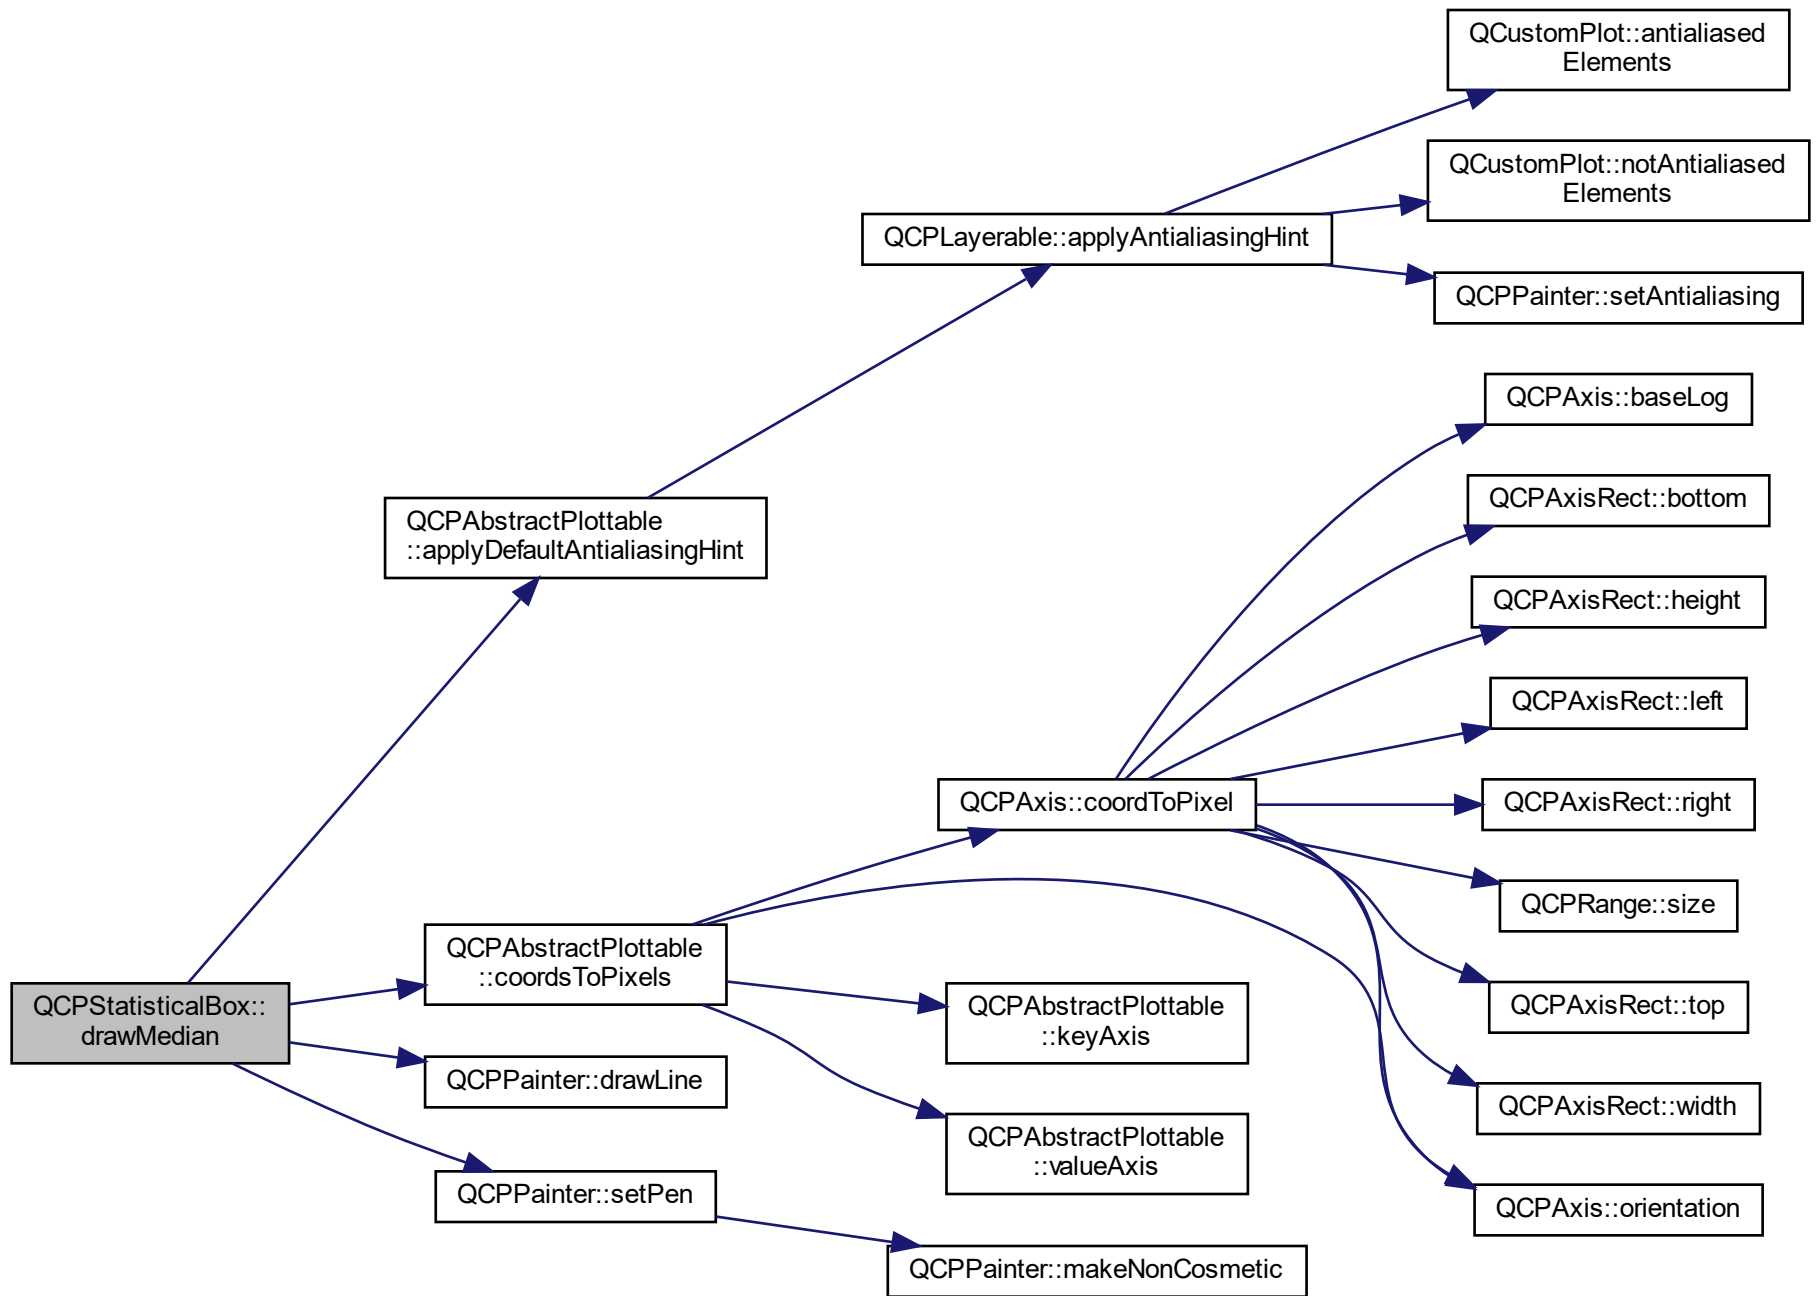 QCPStatisticalBox::
drawMedian
QCPAbstractPlottable
::applyDefaultAntialiasingHint
QCPLayerable::applyAntialiasingHint
QCustomPlot::antialiased
Elements
QCustomPlot::notAntialiased
Elements
QCPPainter::setAntialiasing
QCPAbstractPlottable
::coordsToPixels
QCPAxis::coordToPixel
QCPAxis::baseLog
QCPAxisRect::bottom
QCPAxisRect::height
QCPAxisRect::left
QCPAxisRect::right
QCPRange::size
QCPAxisRect::top
QCPAxisRect::width
QCPAxis::orientation
QCPAbstractPlottable
::keyAxis
QCPAbstractPlottable
::valueAxis
QCPPainter::drawLine
QCPPainter::setPen
QCPPainter::makeNonCosmetic